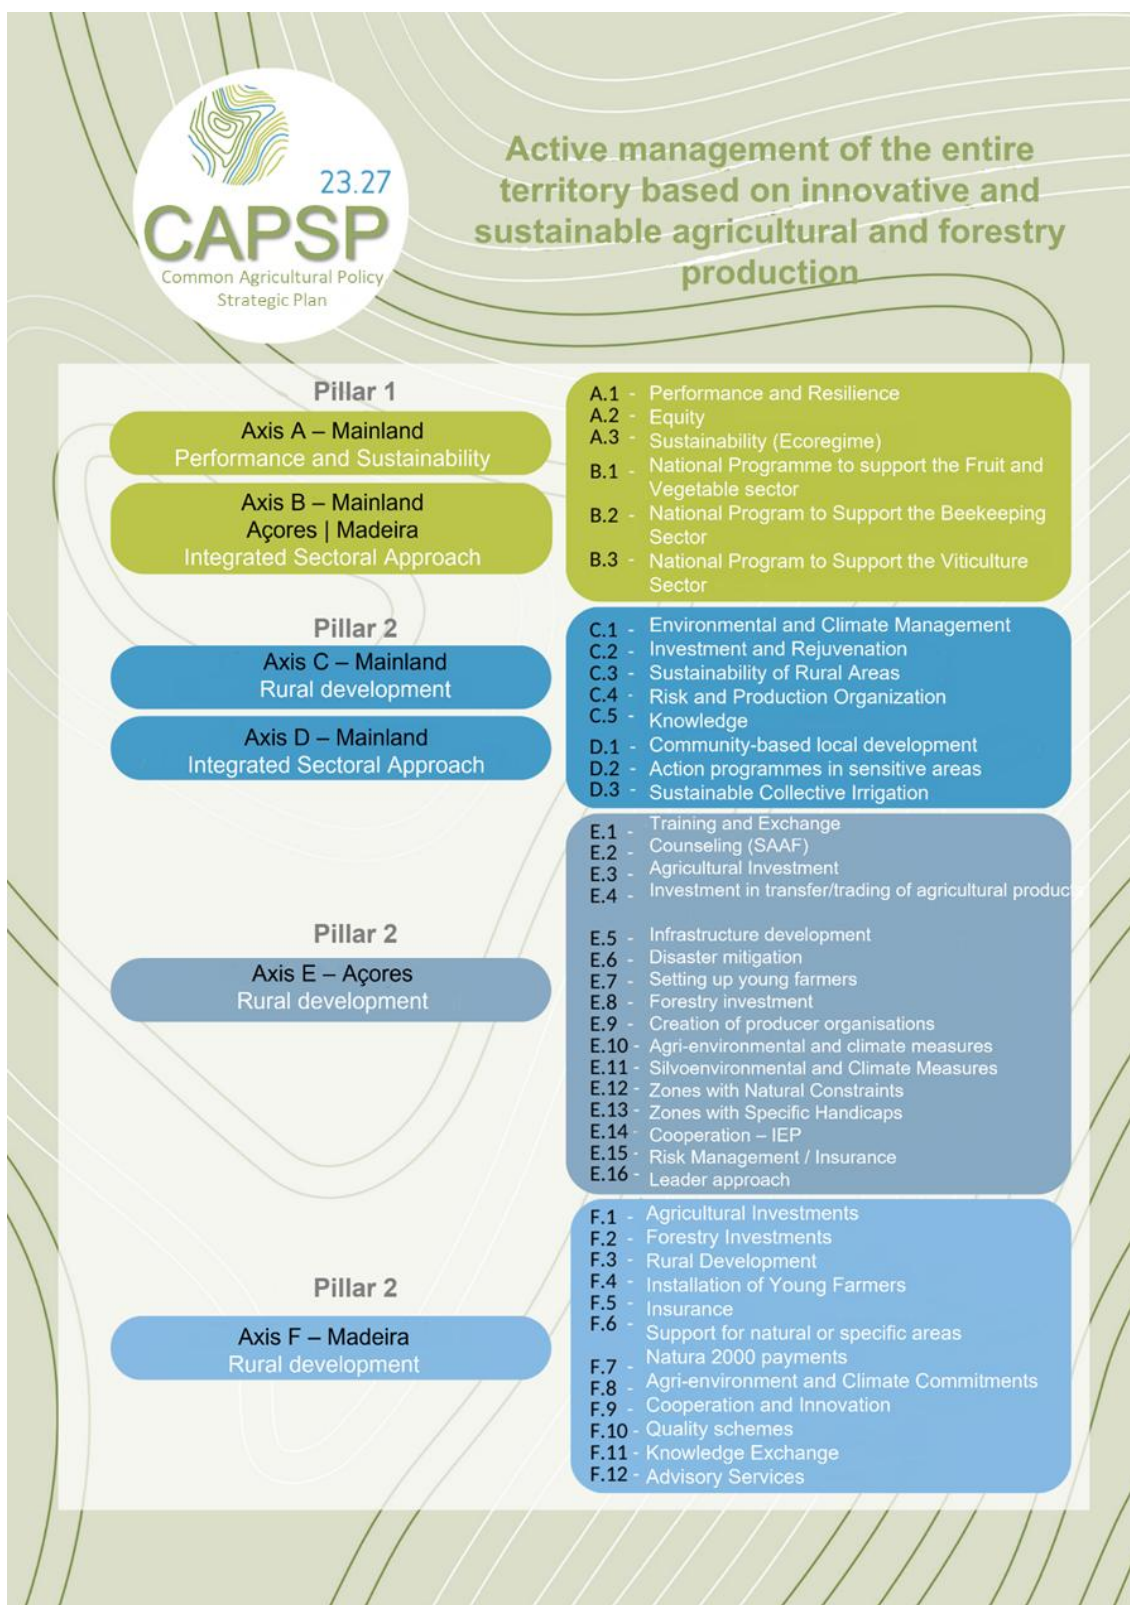 23.27
CAPSP
Common Agricultural Policy
Strategic Plan
Active management of the entire
territory based on innovative and
sustainable agricultural and forestry
production
Pillar 1
Axis A – Mainland
Performance and Sustainability
Axis B – Mainland
Açores | Madeira
Integrated Sectoral Approach
A.1 - Performance and Resilience
A.2 - Equity
A.3 - Sustainability (Ecoregime)
B.1 - National Programme to support the Fruit and
Vegetable sector
B.2 - National Program to Support the Beekeeping
Sector
B.3 - National Program to Support the Viticulture
Sector
Pillar 2
Axis C – Mainland
Rural development
Axis D – Mainland
Integrated Sectoral Approach
C.1 - Environmental and Climate Management
C.2 - Investment and Rejuvenation
C.3 - Sustainability of Rural Areas
C.4 - Risk and Production Organization
C.5 - Knowledge
D.1 - Community-based local development
D.2 - Action programmes in sensitive areas
D.3 - Sustainable Collective Irrigation
Pillar 2
Axis E – Açores
Rural development
E.1 - Training and Exchange
E.2 - Counseling (SAAF)
E.3 - Agricultural Investment
E.4 - Investment in transfer/trading of agricultural products
E.5 - Infrastructure development
E.6 - Disaster mitigation
E.7 - Setting up young farmers
E.8 - Forestry investment
E.9 - Creation of producer organisations
E.10 - Agri-environmental and climate measures
E.11 - Silvoenvironmental and Climate Measures
E.12 - Zones with Natural Constraints
E.13 - Zones with Specific Handicaps
E.14 - Cooperation – IEP
E.15 - Risk Management / Insurance
E.16 - Leader approach
Pillar 2
Axis F – Madeira
Rural development
F.1 - Agricultural Investments
F.2 - Forestry Investments
F.3 - Rural Development
F.4 - Installation of Young Farmers
F.5 - Insurance
F.6 - Support for natural or specific areas
F.7 - Natura 2000 payments
F.8 - Agri-environment and Climate Commitments
F.9 - Cooperation and Innovation
F.10 - Quality schemes
F.11 - Knowledge Exchange
F.12 - Advisory Services